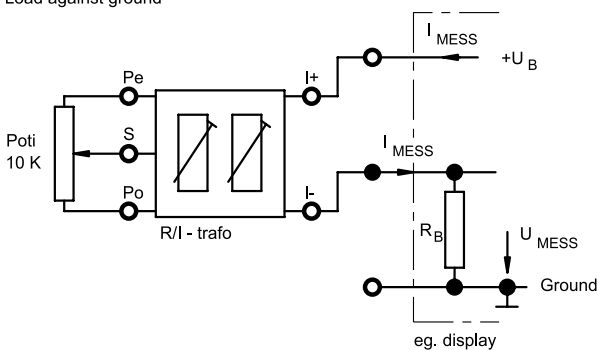 Load against ground
I MESS
+U B
Pe
I+
Poti
10 K
S
I MESS
Po
I-
R/I - trafo
R B
U MESS
Ground
eg. display